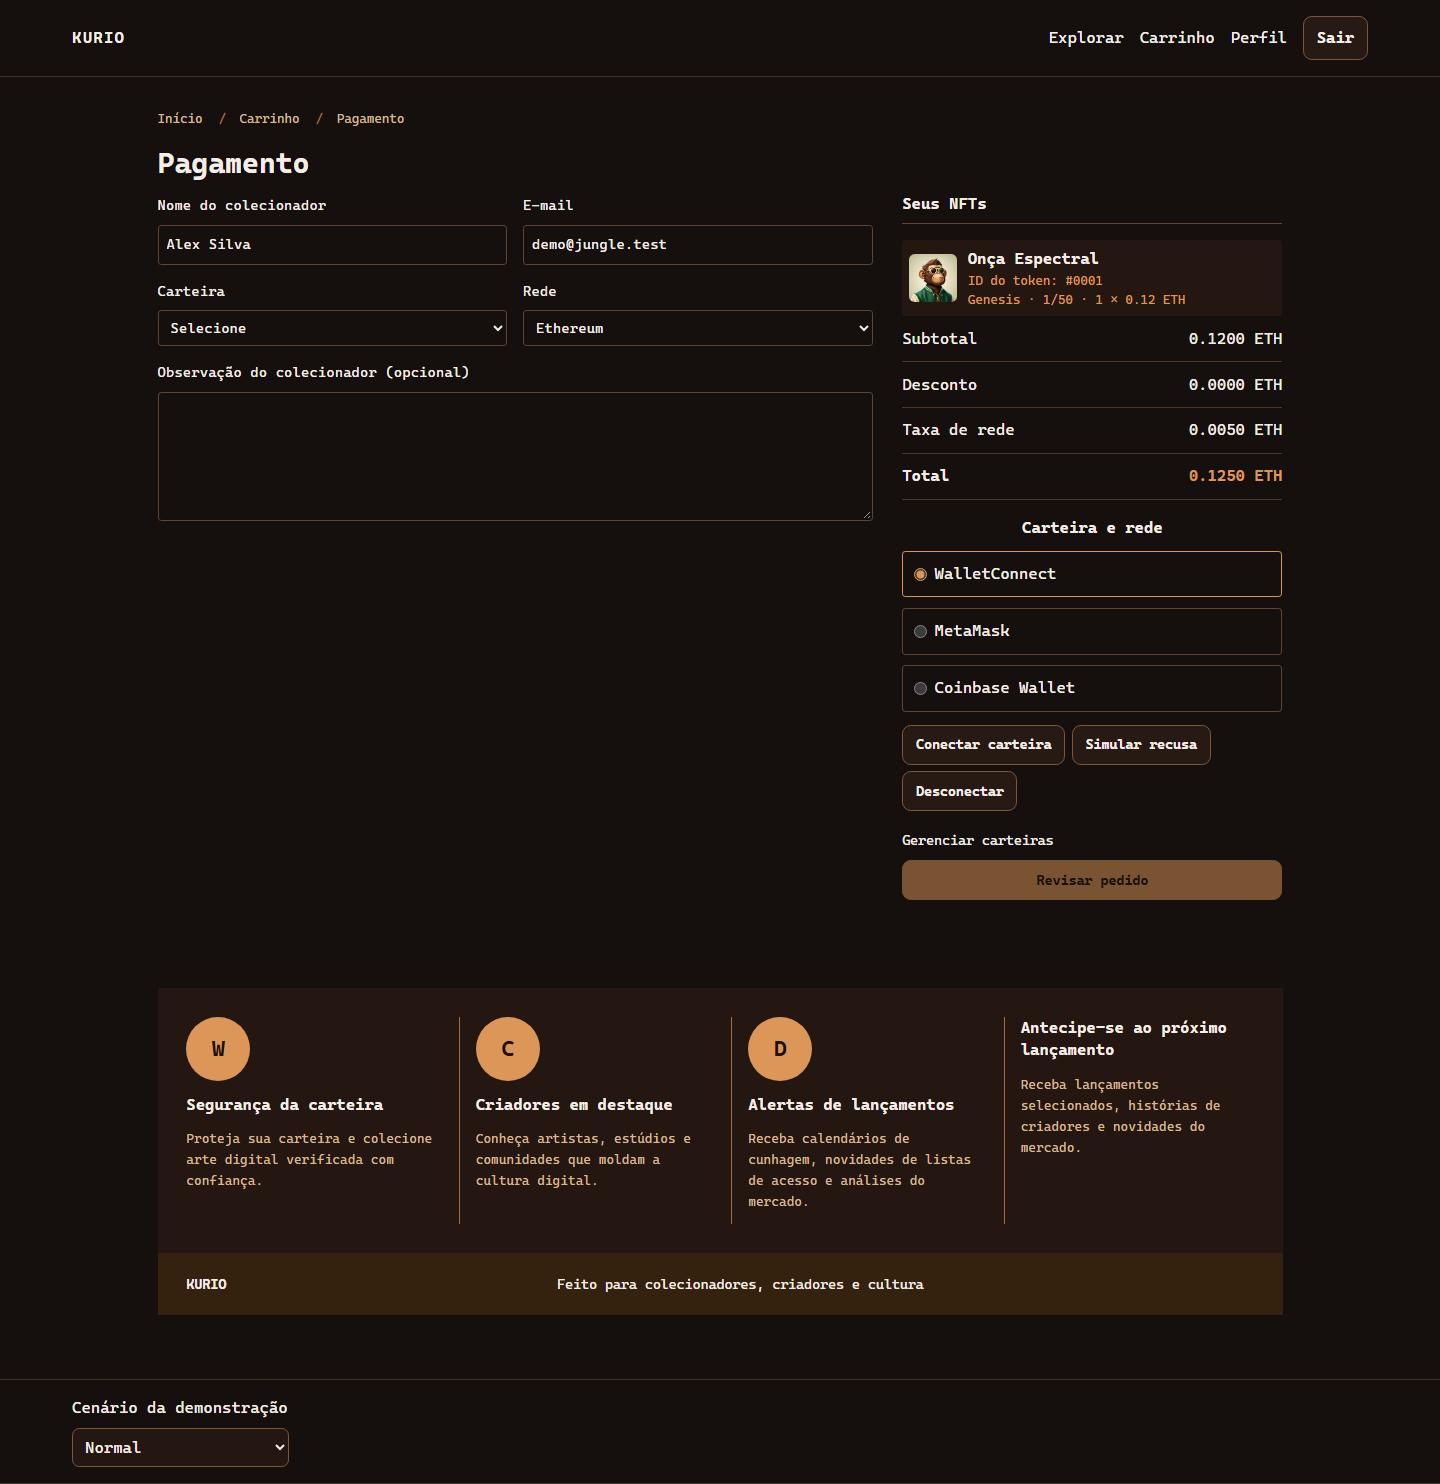 KURIO
Explorar Carrinho Perfil Sair
Início / Carrinho / Pagamento
Pagamento
Nome do colecionador
Alex Silva
E-mail
demo@jungle.test
Carteira
Selecione
Rede
Ethereum
Observação do colecionador (opcional)
Seus NFTs
Onça Espectral
ID do token: #0001
Genesis · 1/50 · 1 × 0.12 ETH
Subtotal 0.1200 ETH
Desconto 0.0000 ETH
Taxa de rede 0.0050 ETH
Total 0.1250 ETH
Carteira e rede
WalletConnect
MetaMask
Coinbase Wallet
Conectar carteira
Simular recusa
Desconectar
Gerenciar carteiras
Revisar pedido
W
Segurança da carteira
Proteja sua carteira e colecione
arte digital verificada com
confiança.
C
Criadores em destaque
Conheça artistas, estúdios e
comunidades que moldam a
cultura digital.
D
Alertas de lançamentos
Receba calendários de
cunhagem, novidades de listas
de acesso e análises do
mercado.
Antecipe-se ao próximo
lançamento
Receba lançamentos
selecionados, histórias de
criadores e novidades do
mercado.
KURIO
Feito para colecionadores, criadores e cultura
Cenário da demonstração
Normal